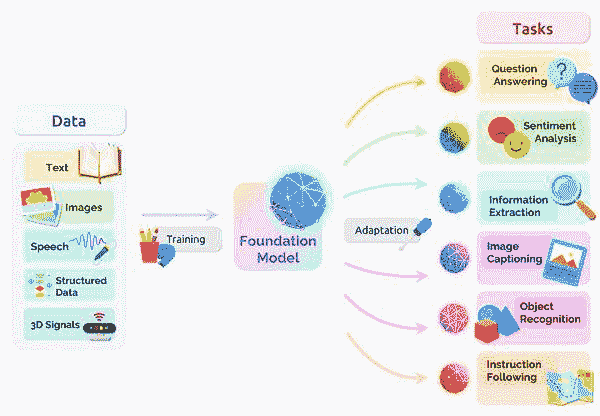 Tasks
Question
Answering
?
Data
Sentiment
Analysis
Text
Images
Information
Extraction
Speech
Training
Foundation
Model
Adaptation
Image
Captioning
Structured
Data
3D Signals
Object
Recognition
Instruction
Following